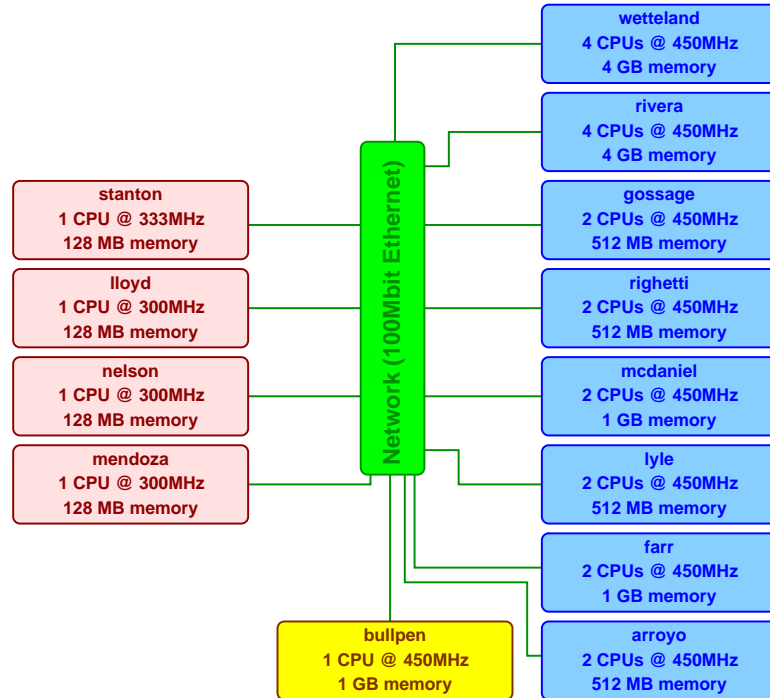 wetteland
4 CPUs @ 450MHz
4 GB memory
rivera
4 CPUs @ 450MHz
4 GB memory
stanton
1 CPU @ 333MHz
128 MB memory
gossage
2 CPUs @ 450MHz
512 MB memory
lloyd
1 CPU @ 300MHz
128 MB memory
righetti
2 CPUs @ 450MHz
512 MB memory
nelson
1 CPU @ 300MHz
128 MB memory
mcdaniel
2 CPUs @ 450MHz
1 GB memory
mendoza
1 CPU @ 300MHz
128 MB memory
lyle
2 CPUs @ 450MHz
512 MB memory
Network (100Mbit Ethernet)
farr
2 CPUs @ 450MHz
1 GB memory
bullpen
1 CPU @ 450MHz
1 GB memory
arroyo
2 CPUs @ 450MHz
512 MB memory